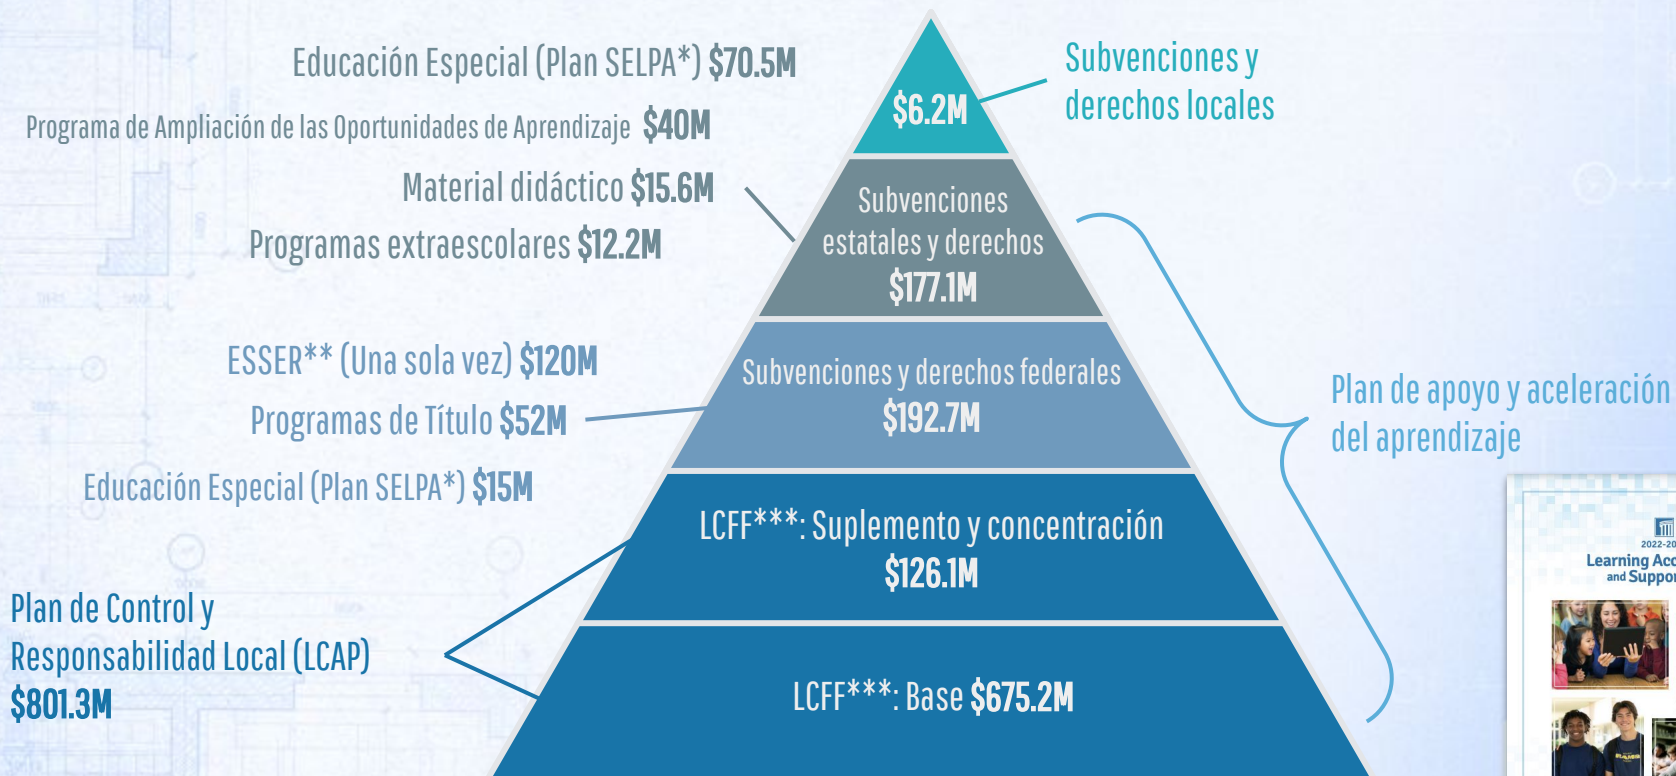 Educación Especial (Plan SELPA*) $70.5M
Programa de Ampliación de las Oportunidades de Aprendizaje $40M
Material didáctico $15.6M
Programas extraescolares $12.2M
$6.2M
Subvenciones y
derechos locales
Subvenciones
estatales y derechos
$177.1M
ESSER** (Una sola vez) $120M
Programas de Título $52M
Educación Especial (Plan SELPA*) $15M
Subvenciones y derechos federales
$192.7M
Plan de apoyo y aceleración
del aprendizaje
LCFF***: Suplemento y concentración
$126.1M
Plan de Control y
Responsabilidad Local (LCAP)
$801.3M
LCFF***: Base $675.2M
Learning
and